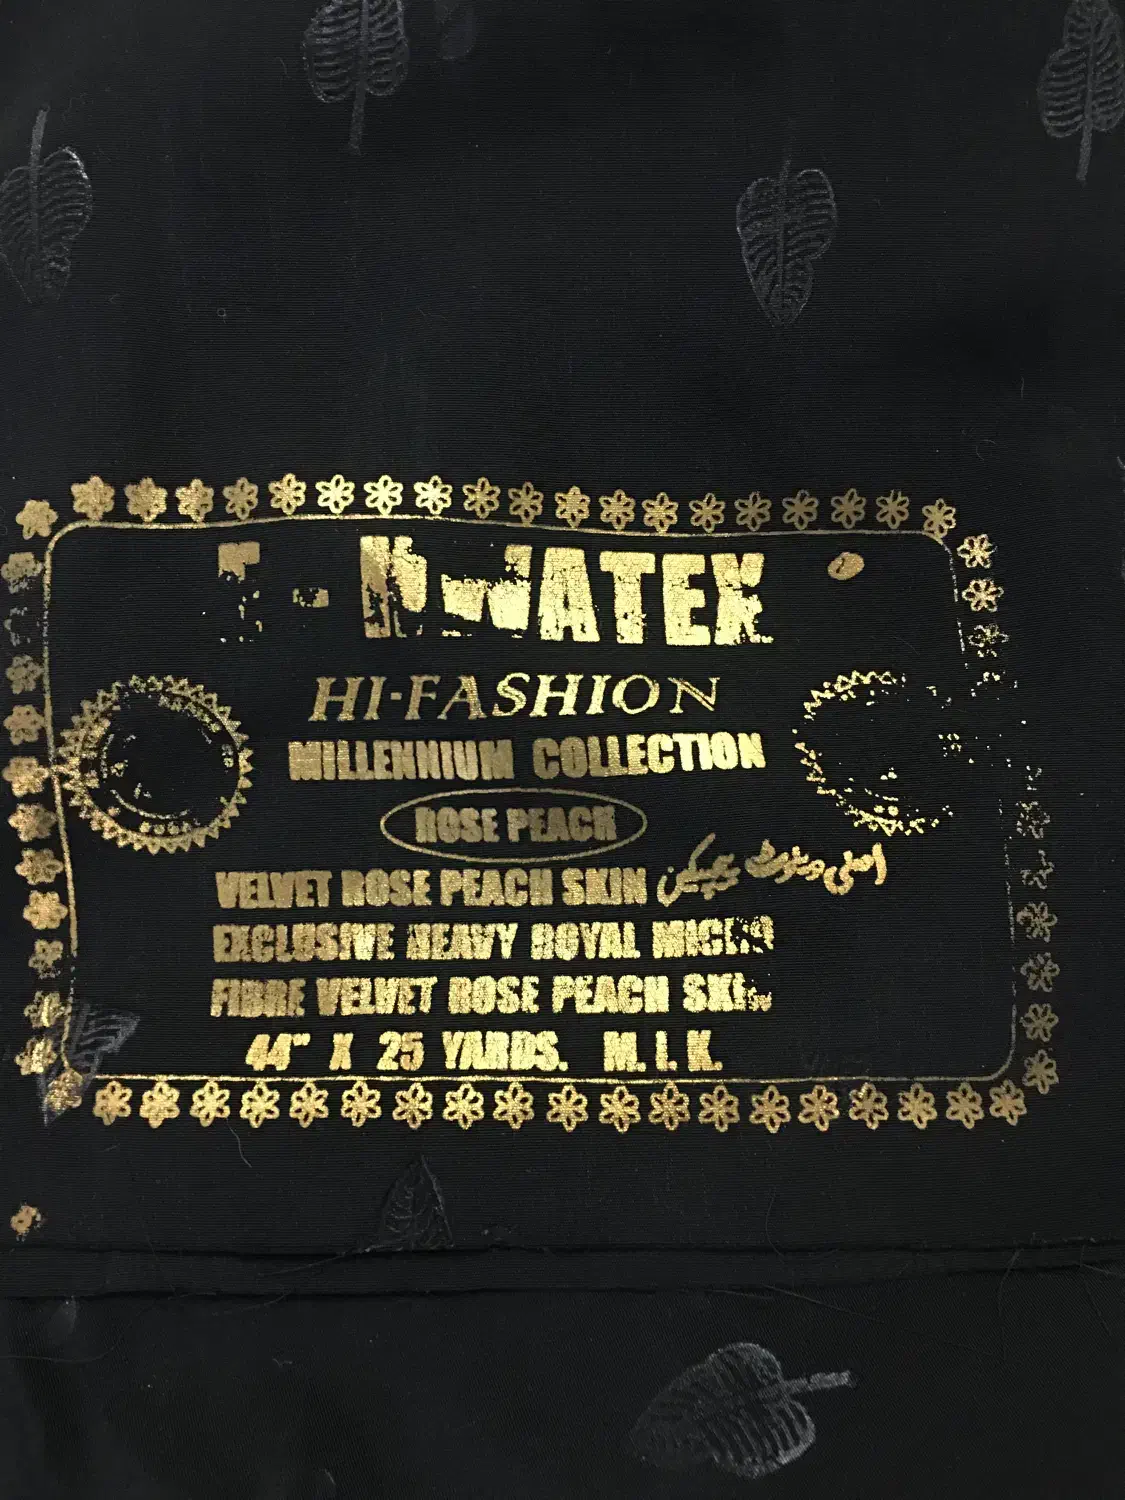 HI-FASHION
MILLENNIUM COLLECTION
ROSE PEACH
VELVET ROSE PEACH SKIN
EXCLUSIVE HEAVY ROYAL
FIBRE VELVET ROSE PEACH
44" X 25 YARDS. M.I.K.